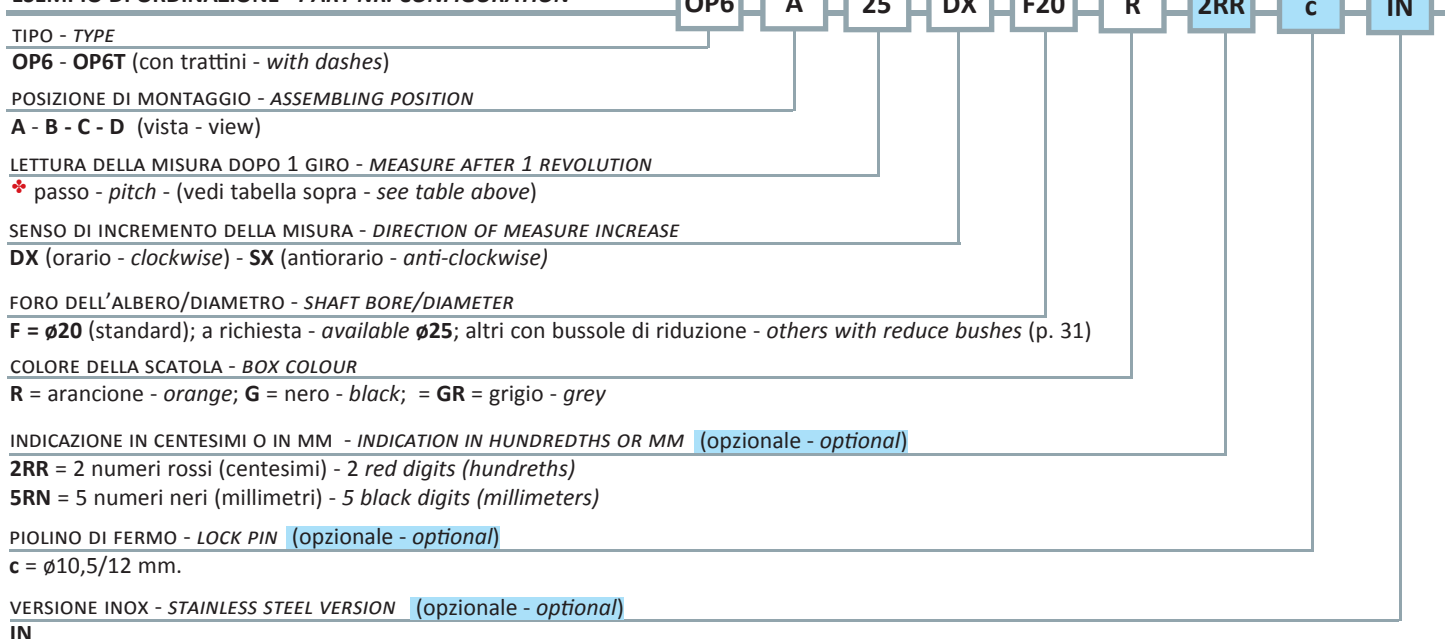 ESEMPIO DI ORDINAZIONE - PART NR. CONFIGURATION
OP6 A 25 DX F20 R 2RR c IN
TIPO - TYPE
OP6 - OP6T (con trattini - with dashes)
POSIZIONE DI MONTAGGIO - ASSEMBLING POSITION
A - B - C - D (vista - view)
LETTURA DELLA MISURA DOPO 1 GIRO - MEASURE AFTER 1 REVOLUTION
✤ passo - pitch - (vedi tabella sopra - see table above)
SENSO DI INCREMENTO DELLA MISURA - DIRECTION OF MEASURE INCREASE
DX (orario - clockwise) - SX (antiorario - anti-clockwise)
FORO DELL'ALBERO/DIAMETRO - SHAFT BORE/DIAMETER
F = ø20 (standard); a richiesta - available ø25; altri con bussole di riduzione - others with reduce bushes (p. 31)
COLORE DELLA SCATOLA - BOX COLOUR
R = arancione - orange; G = nero - black; = GR = grigio - grey
INDICAZIONE IN CENTESIMI O IN MM - INDICATION IN HUNDREDTHS OR MM (opzionale - optional)
2RR = 2 numeri rossi (centesimi) - 2 red digits (hundreths)
5RN = 5 numeri neri (millimetri) - 5 black digits (millimeters)
PIOLINO DI FERMO - LOCK PIN (opzionale - optional)
c = ø10,5/12 mm.
VERSIONE INOX - STAINLESS STEEL VERSION (opzionale - optional)
IN